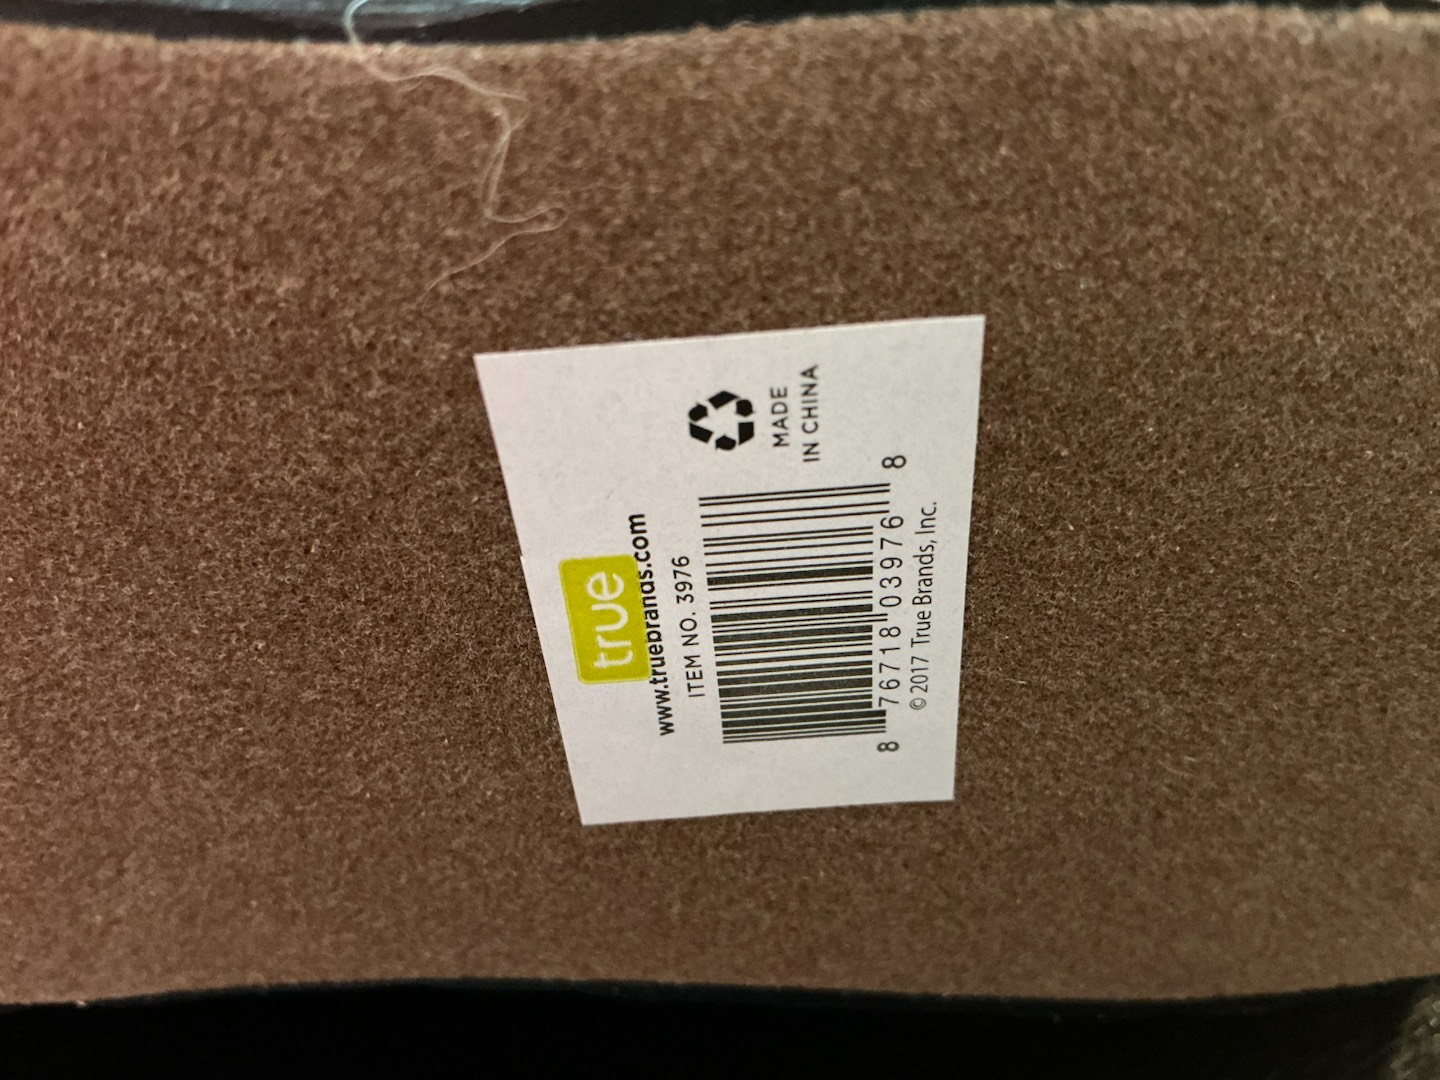 true
www.truebrands.com
ITEM NO. 3976
MADE
IN CHINA
8 76718 03976 8
© 2017 True Brands, Inc.